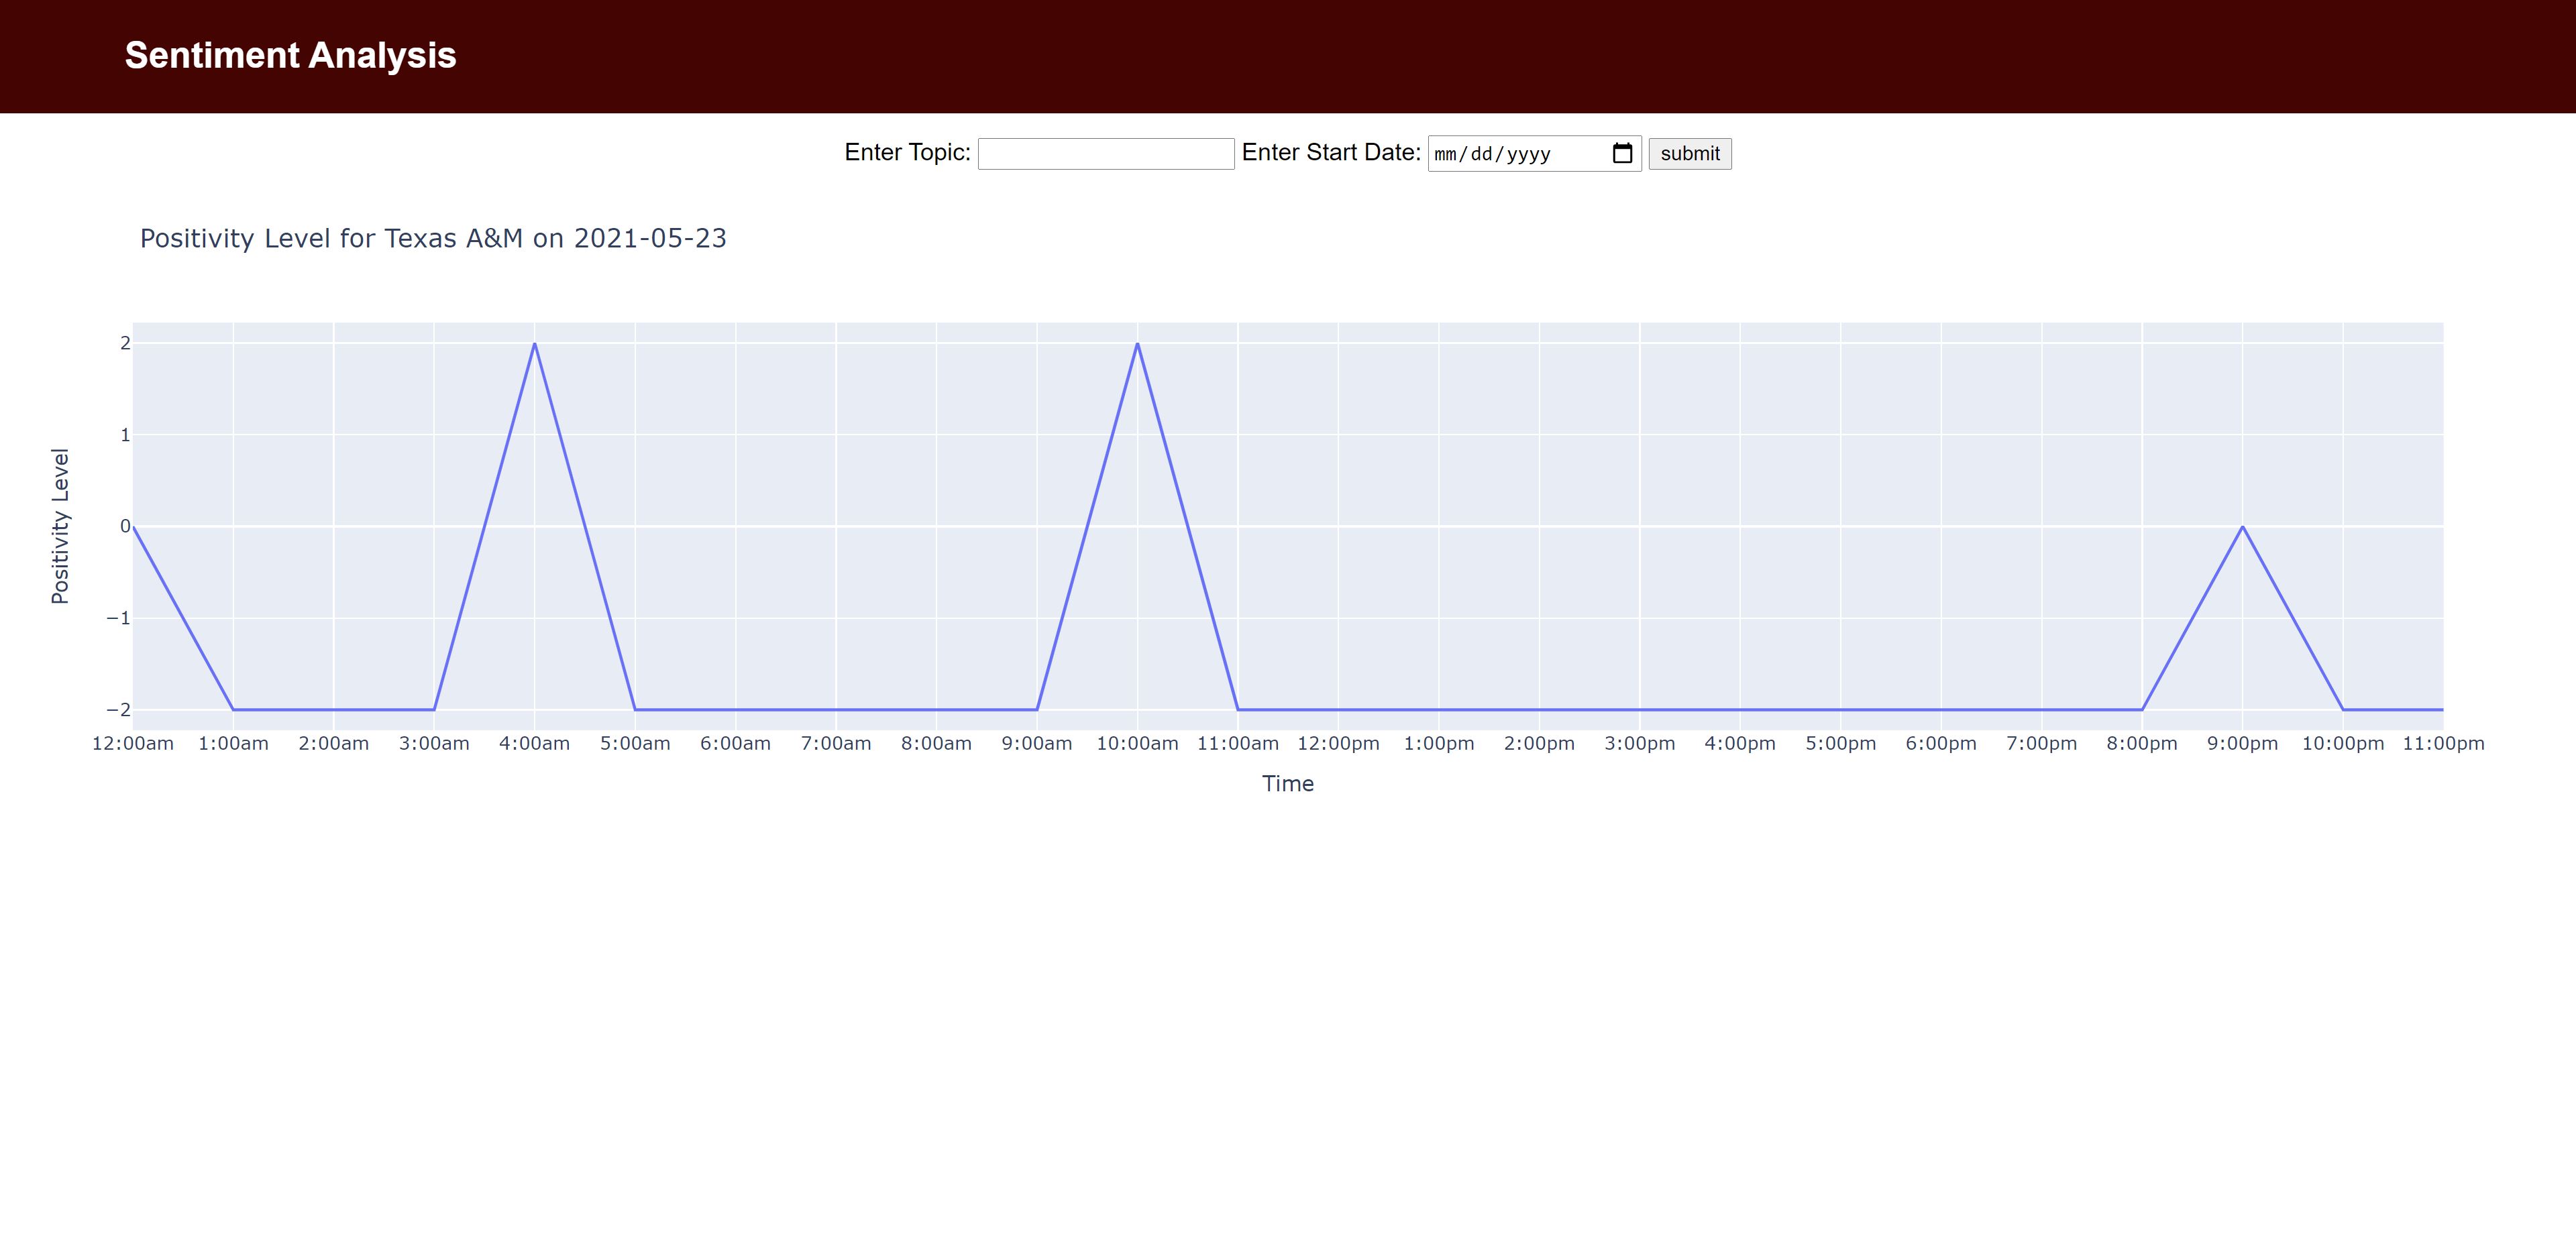 Sentiment Analysis
Enter Topic: Enter Start Date: mm/dd/yyyy submit
Positivity Level for Texas A&M on 2021-05-23
2
1
0
−1
−2
Positivity Level
12:00am 1:00am 2:00am 3:00am 4:00am 5:00am 6:00am 7:00am 8:00am 9:00am 10:00am 11:00am 12:00pm 1:00pm 2:00pm 3:00pm 4:00pm 5:00pm 6:00pm 7:00pm 8:00pm 9:00pm 10:00pm 11:00pm
Time